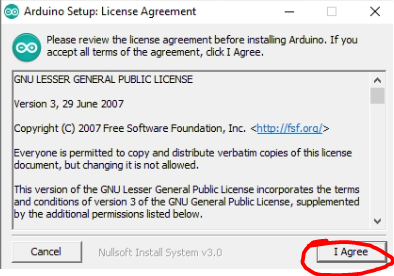 Arduino Setup: License Agreement
Please review the license agreement before installing Arduino. If you
accept all terms of the agreement, click I Agree.
GNU LESSER GENERAL PUBLIC LICENSE
Version 3, 29 June 2007
Copyright (C) 2007 Free Software Foundation, Inc. <http://fsf.org/>
Everyone is permitted to copy and distribute verbatim copies of this license
document, but changing it is not allowed.
This version of the GNU Lesser General Public License incorporates the terms
and conditions of version 3 of the GNU General Public License, supplemented
by the additional permissions listed below.
Cancel
Nullsoft Install System v3.0
I Agree